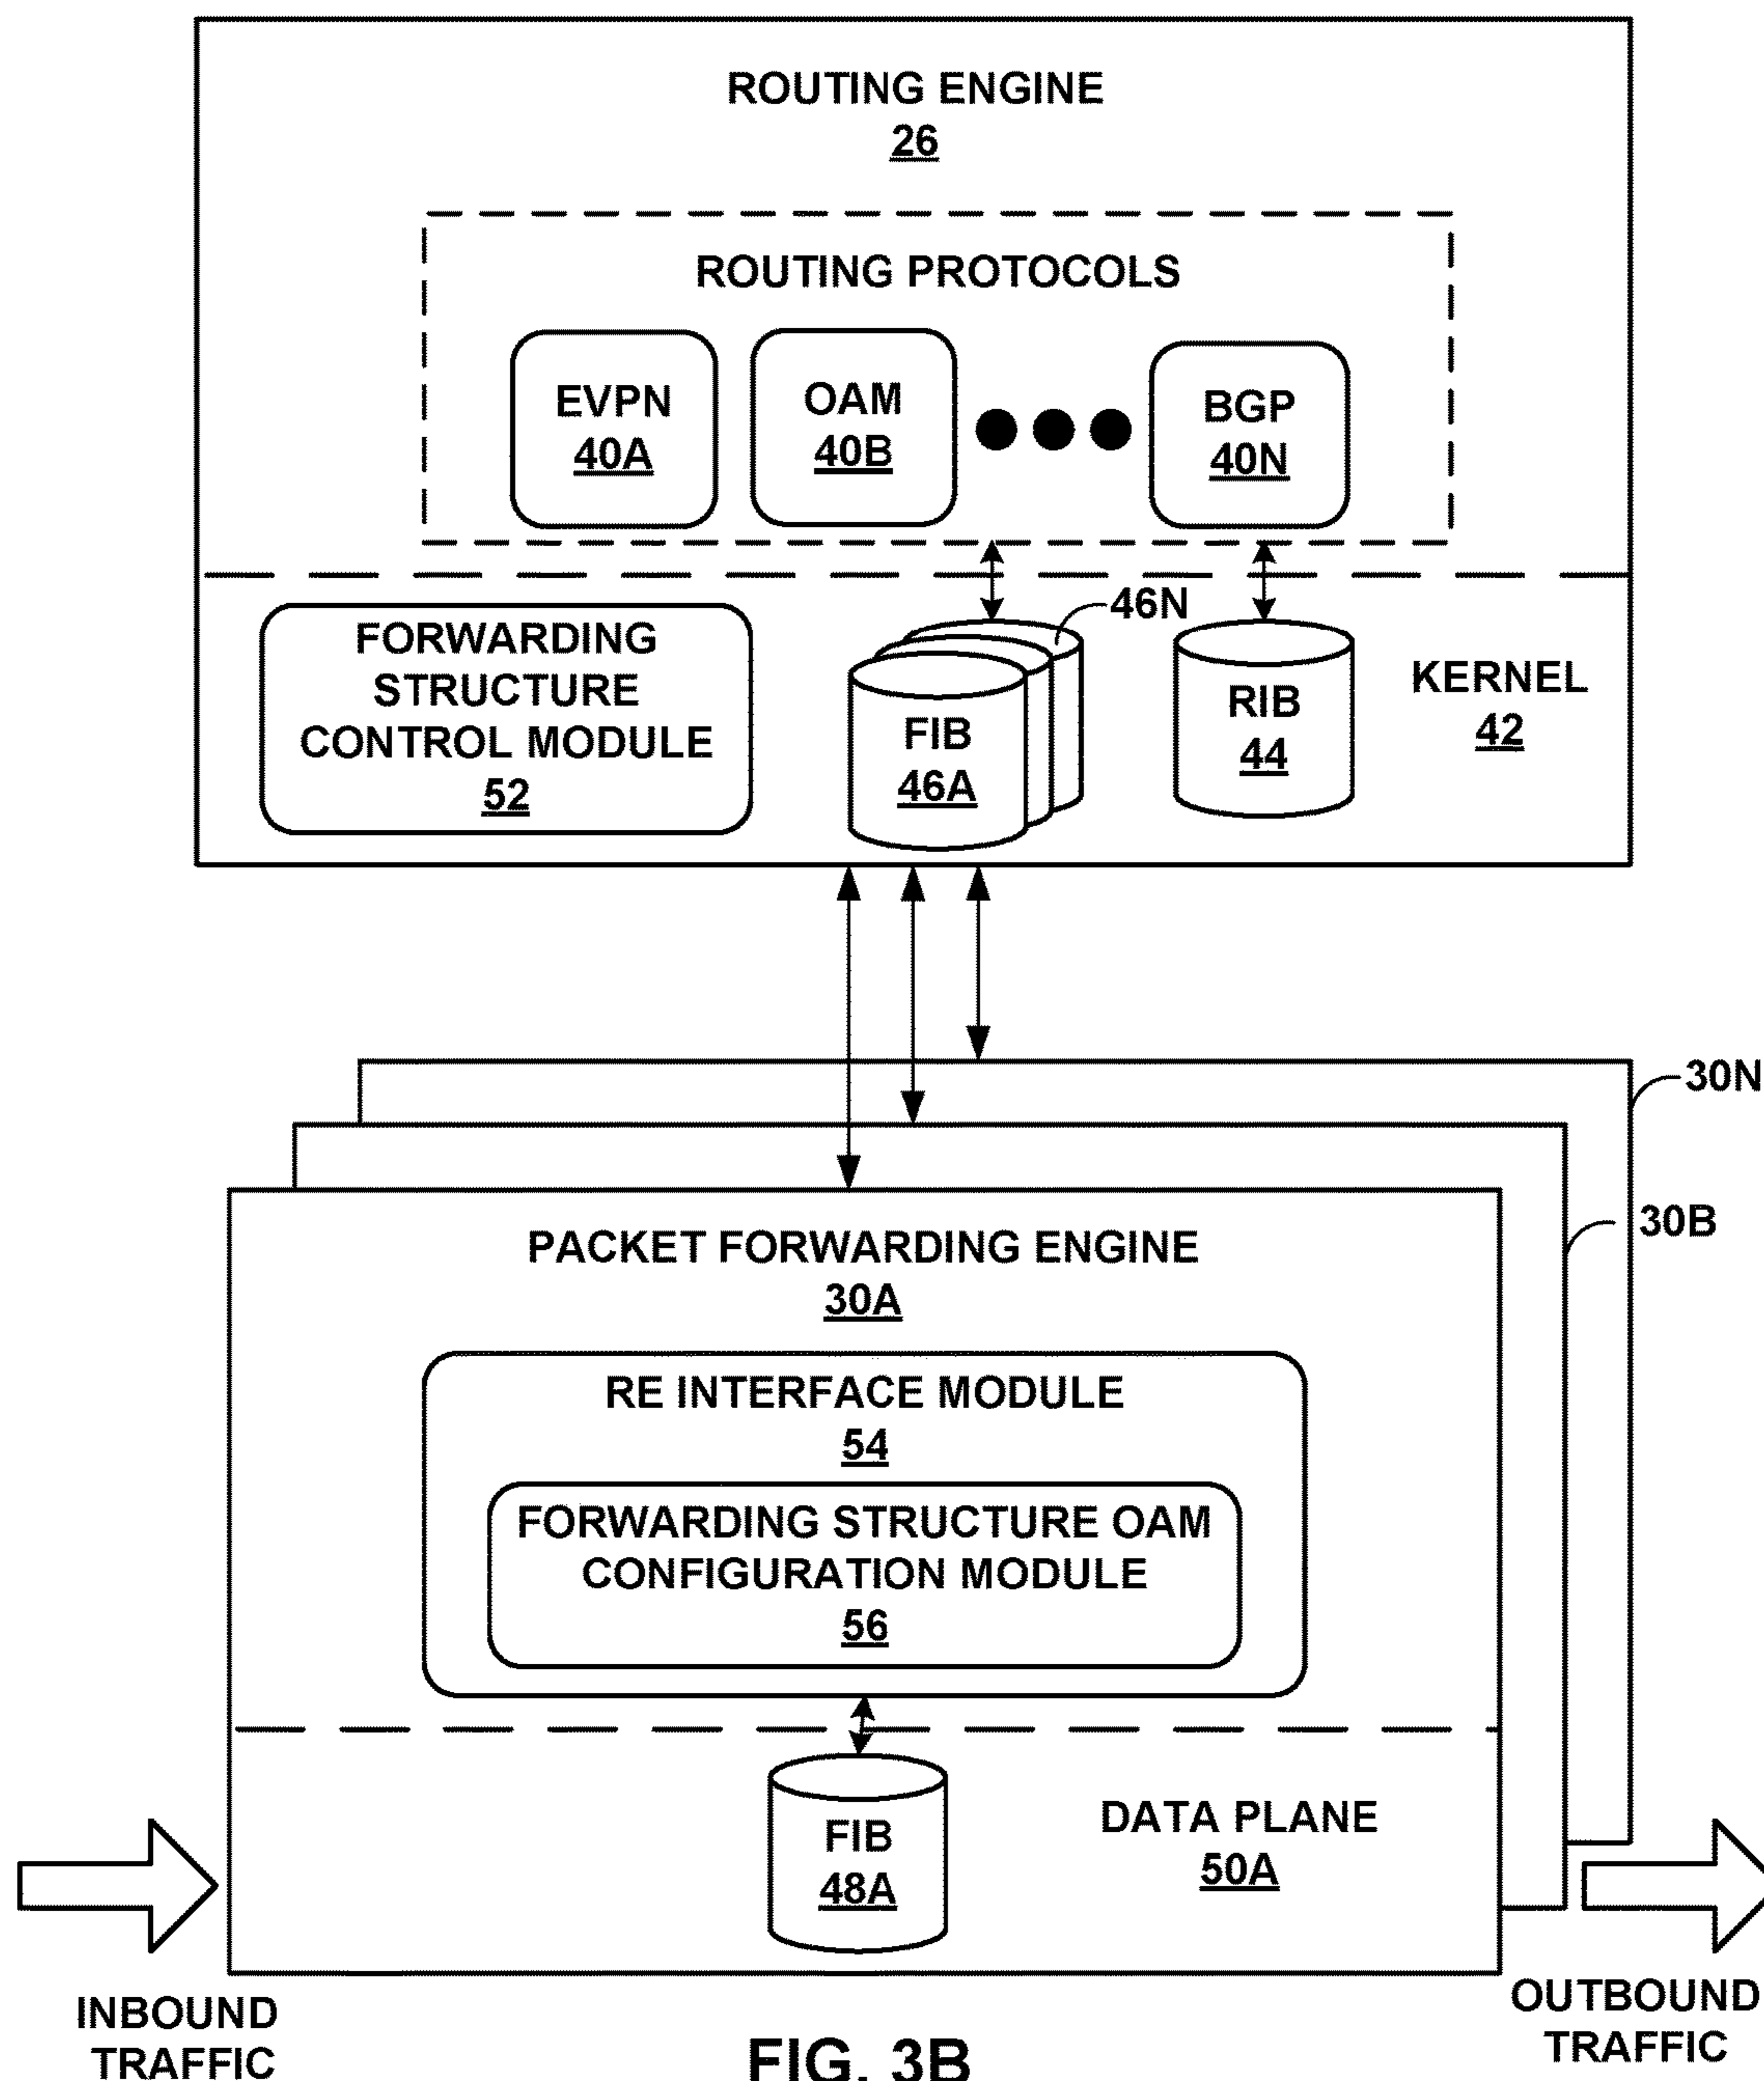 ROUTING ENGINE
26
ROUTING PROTOCOLS
EVPN
40A
OAM
40B
BGP
40N
FORWARDING
STRUCTURE
CONTROL MODULE
52
46N
FIB
46A
RIB
44
KERNEL
42
30N
30B
PACKET FORWARDING ENGINE
30A
RE INTERFACE MODULE
54
FORWARDING STRUCTURE OAM
CONFIGURATION MODULE
56
FIB
48A
DATA PLANE
50A
INBOUND
TRAFFIC
OUTBOUND
TRAFFIC
FIG. 3B